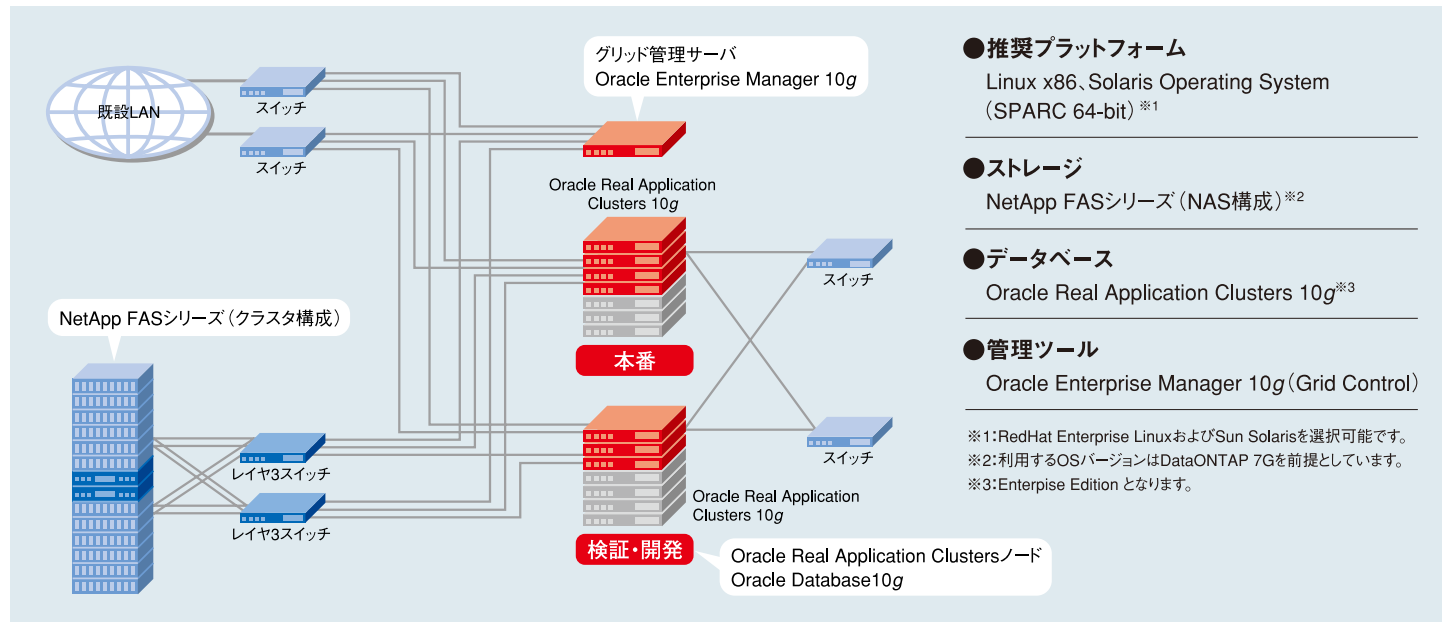 グリッド管理サーバ
Oracle Enterprise Manager 10g
既設LAN
スイッチ
スイッチ
Oracle Real Application
Clusters 10g
スイッチ
本番
NetApp FASシリーズ（クラスタ構成）
レイヤ3スイッチ
レイヤ3スイッチ
スイッチ
Oracle Real Application
Clusters 10g
検証・開発
Oracle Real Application Clustersノード
Oracle Database10g
●推奨プラットフォーム
Linux x86、Solaris Operating System
（SPARC 64-bit）※1
●ストレージ
NetApp FASシリーズ（NAS構成）※2
●データベース
Oracle Real Application Clusters 10g※3
●管理ツール
Oracle Enterprise Manager 10g（Grid Control）
※1：RedHat Enterprise LinuxおよびSun Solarisを選択可能です。
※2：利用するOSバージョンはDataONTAP 7Gを前提としています。
※3：Enterpise Edition となります。